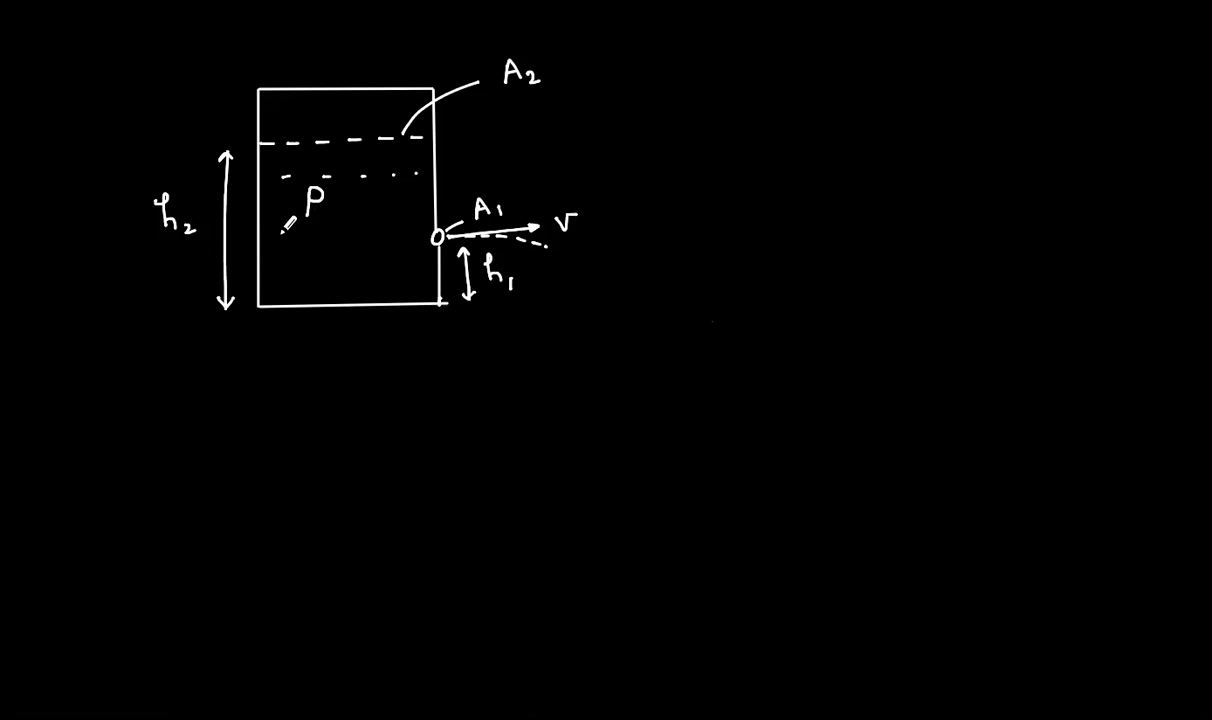 A₂
ρ
h₂
A₁
v
h₁